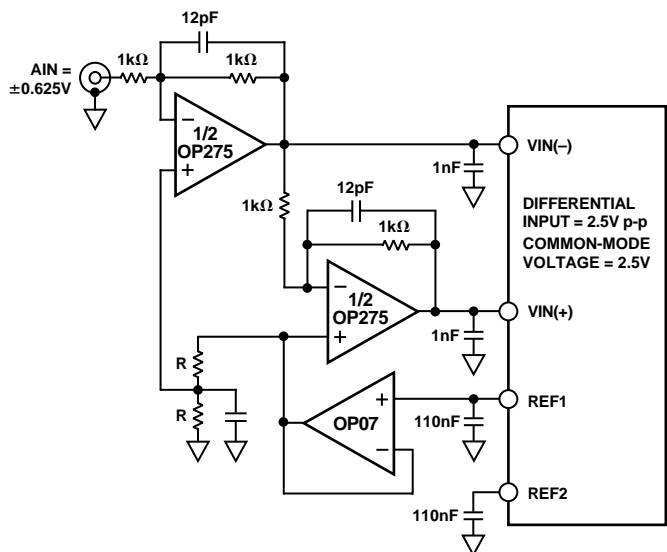 12pF
1kΩ
1kΩ
AIN =
±0.625V
−
1/2
OP275
+
VIN(−)
1nF
DIFFERENTIAL
INPUT = 2.5V p-p
COMMON-MODE
VOLTAGE = 2.5V
1kΩ
12pF
1kΩ
−
1/2
OP275
+
VIN(+)
1nF
R
R
OP07
+
−
REF1
110nF
REF2
110nF